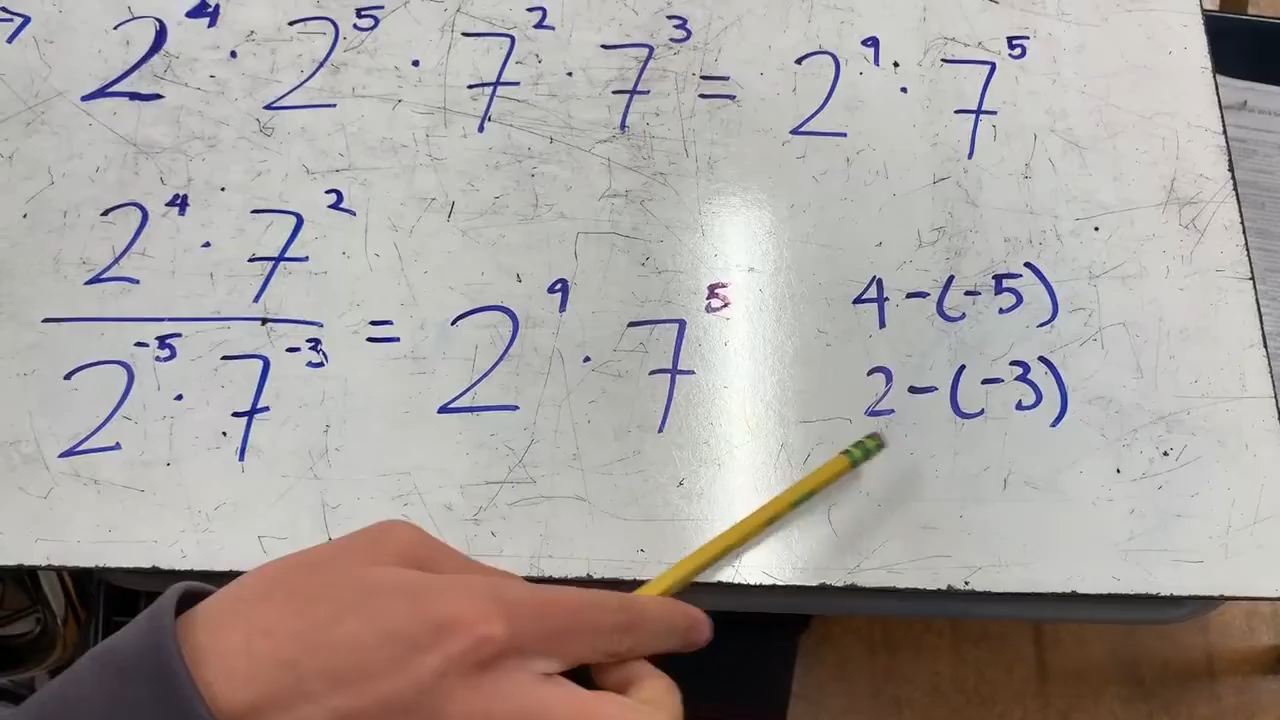 → 2⁴ · 2⁵ · 7² · 7³ = 2⁹ · 7⁵
2⁴ · 7²
2⁻⁵ · 7⁻³ = 2⁹ · 7⁵
4-(-5)
2-(-3)